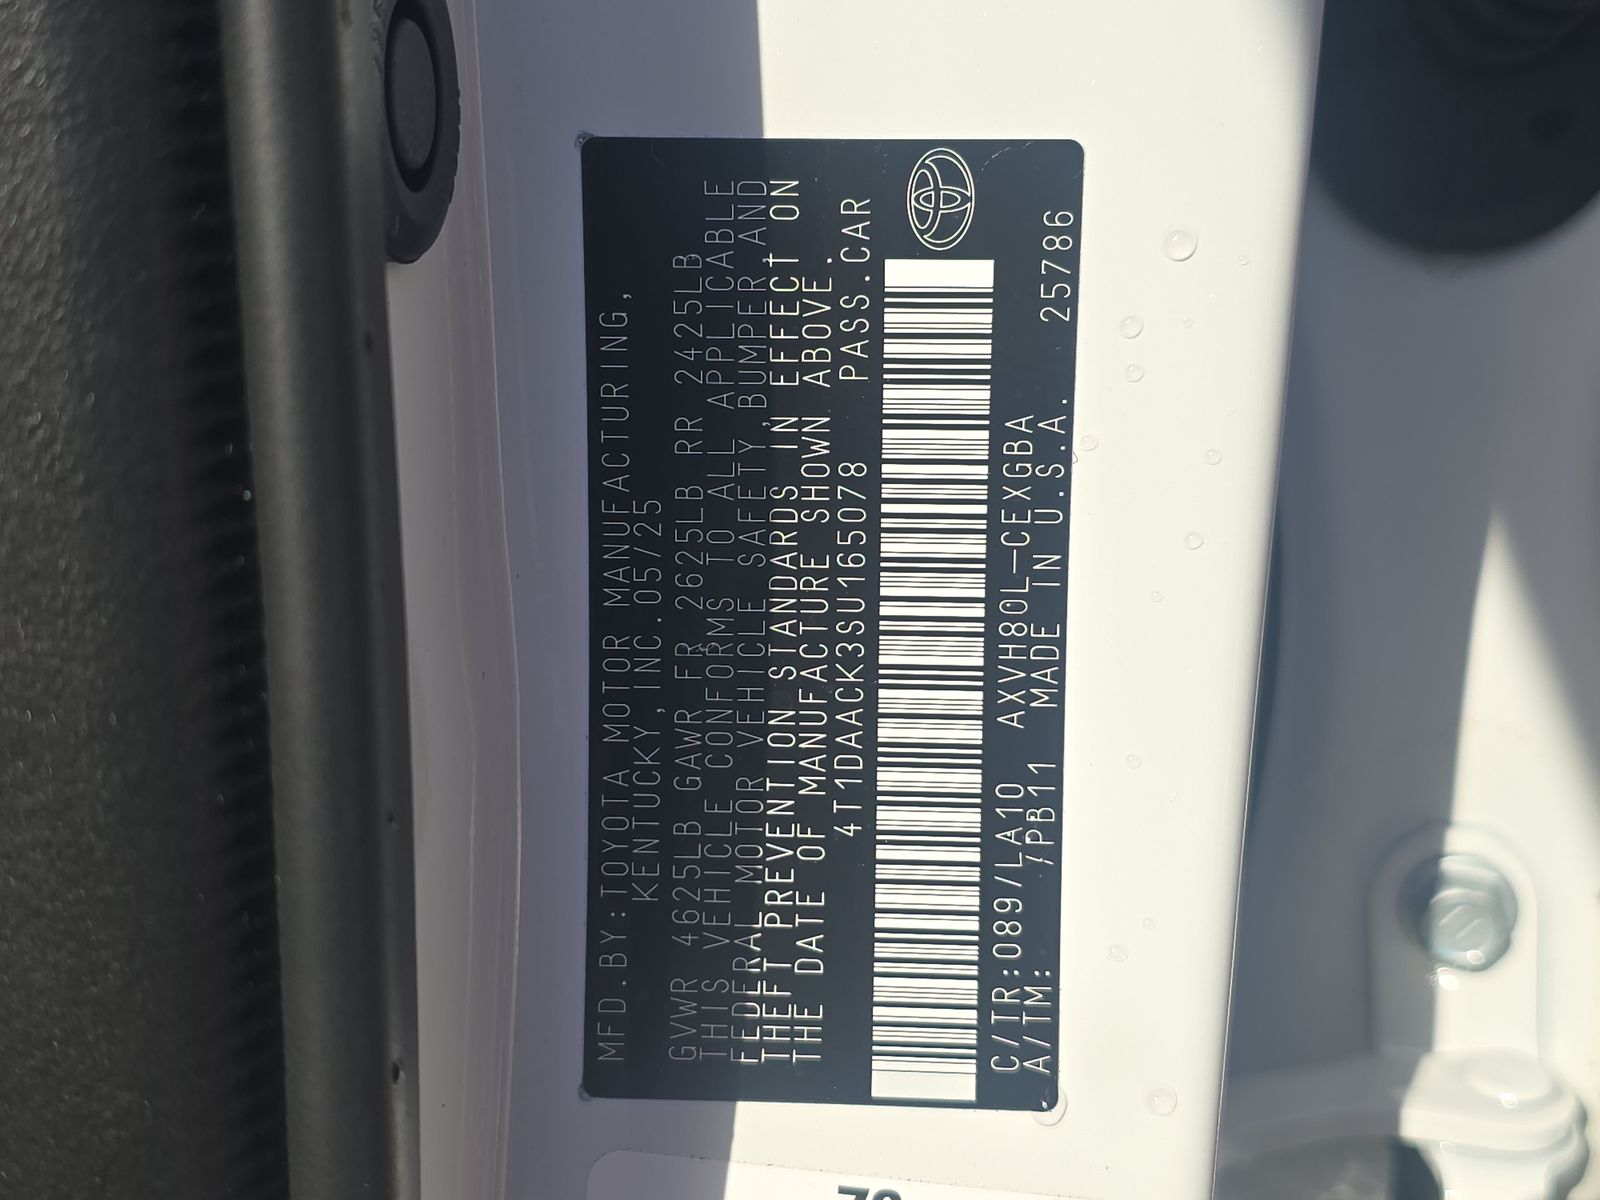 MFD.BY:TOYOTA MOTOR MANUFACTURING,
KENTUCKY,INC.05/25
GVWR 4625LB GAWR FR 2625LB RR 2425LB
THIS VEHICLE CONFORMS TO ALL APPLICABLE
FEDERAL MOTOR VEHICLE SAFETY,BUMPER,AND
THEFT PREVENTION STANDARDS IN EFFECT ON
THE DATE OF MANUFACTURE SHOWN ABOVE.
4T1DAACK3SU165078 PASS.CAR
C/TR:089/LA10 AXVH80L-CEXGBA
A/TM: /PB11 MADE IN U.S.A. 25786